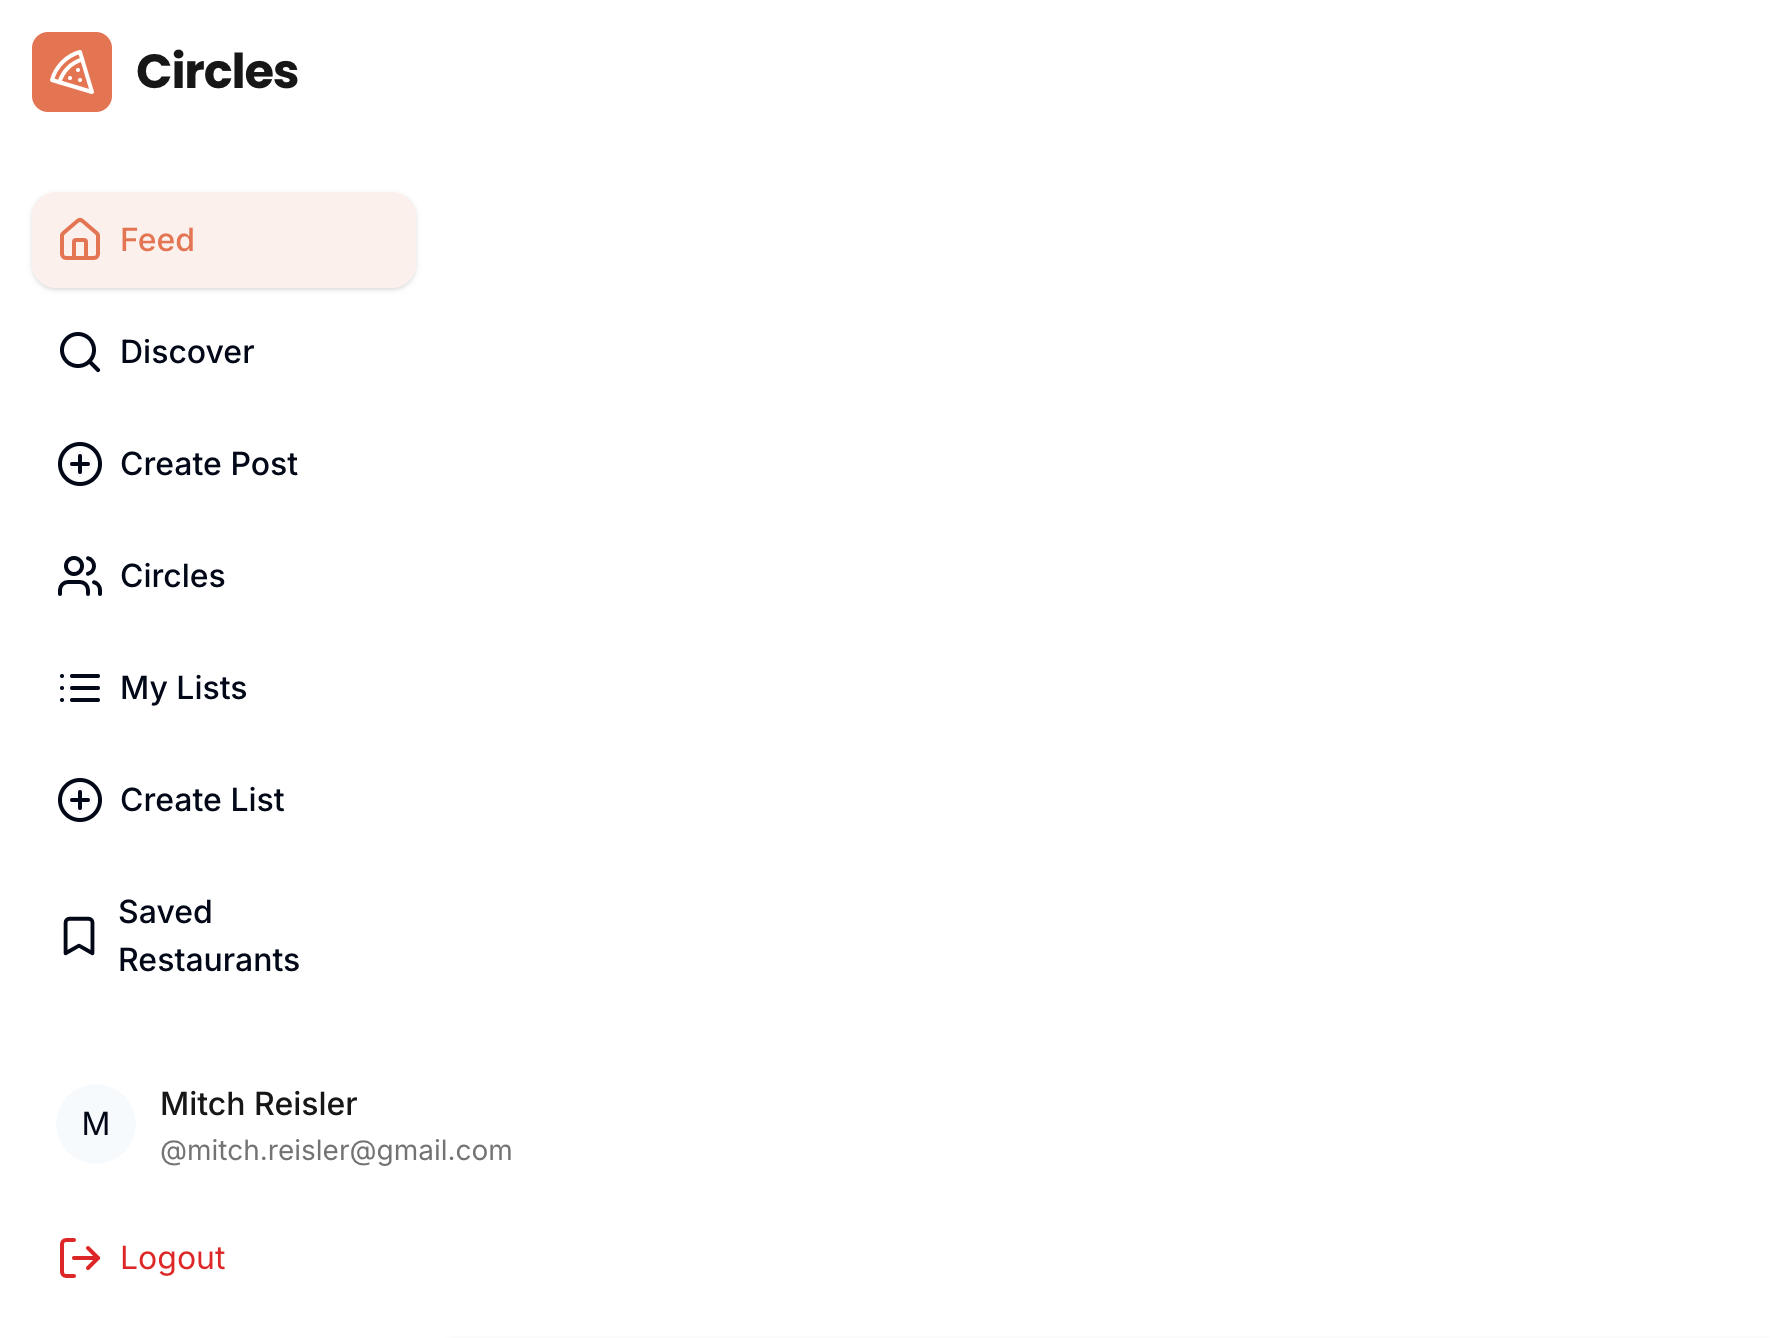 Circles
Feed
Discover
Create Post
Circles
My Lists
Create List
Saved
Restaurants
M
Mitch Reisler
@mitch.reisler@gmail.com
Logout